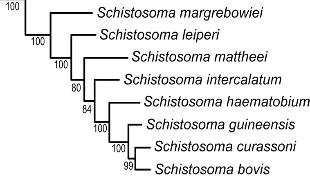 100
Schistosoma margrebowiei
100
Schistosoma leiperi
100
Schistosoma mattheei
80
Schistosoma intercalatum
84
Schistosoma haematobium
100
Schistosoma guineensis
100
Schistosoma curassoni
99
Schistosoma bovis